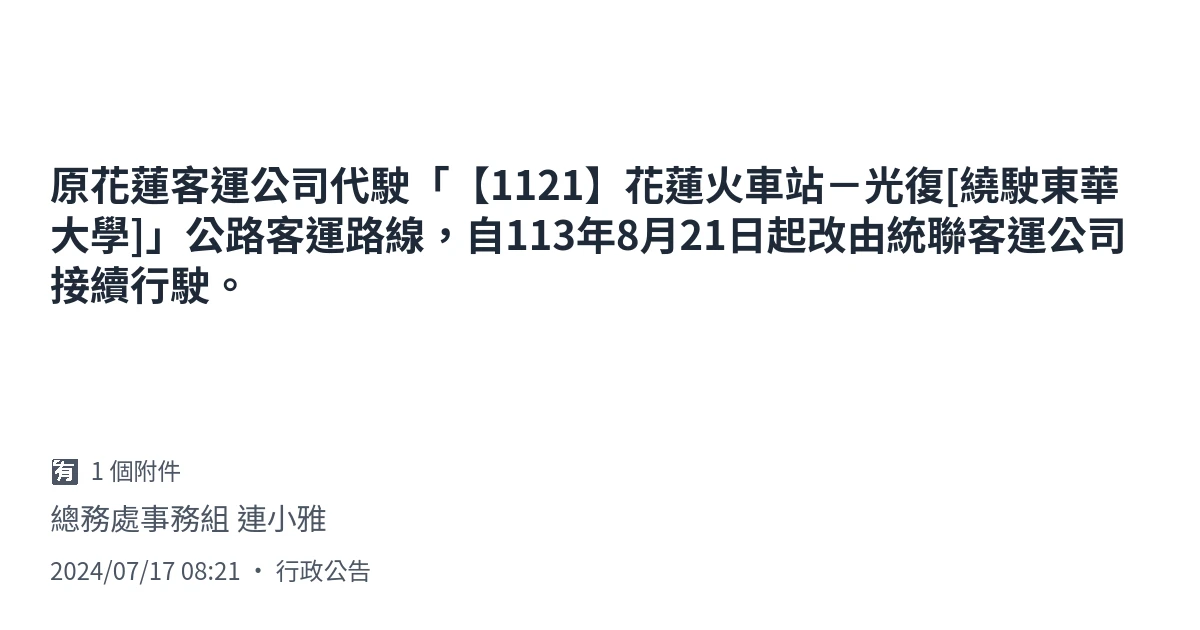 原花蓮客運公司代駛「【1121】花蓮火車站－光復[繞駛東華
大學]」公路客運路線，自113年8月21日起改由統聯客運公司
接續行駛。
🈶 1 個附件
總務處事務組 連小雅
2024/07/17 08:21 ・ 行政公告